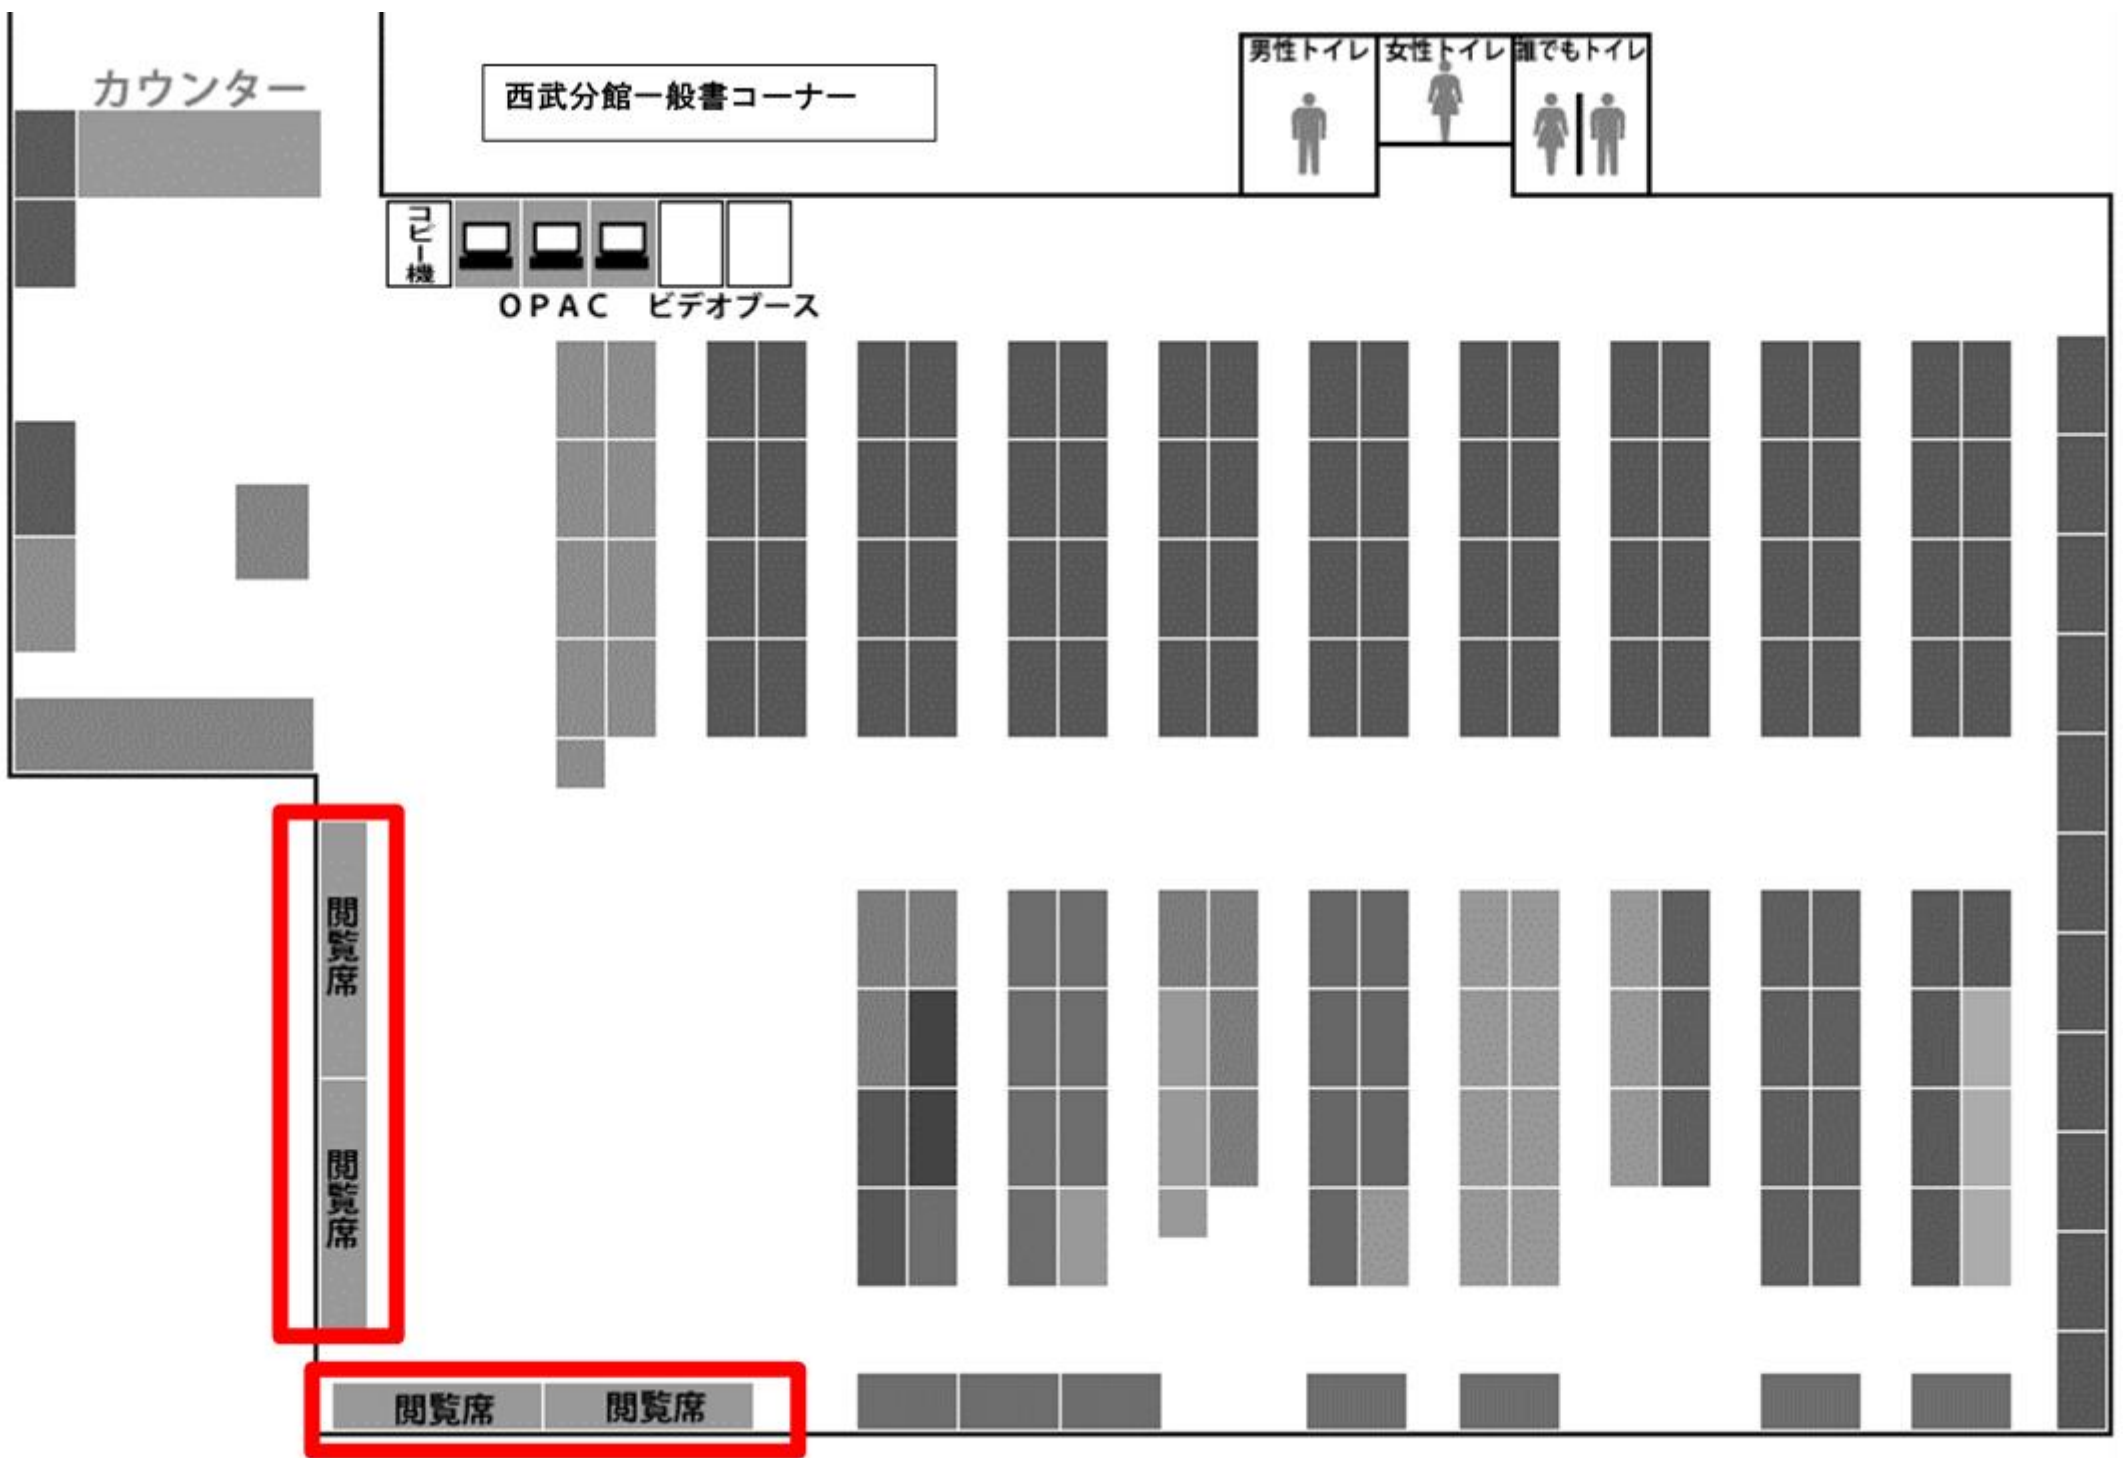 カウンター
西武分館一般書コーナー
男性トイレ
女性トイレ
誰でもトイレ
コピー機
OPAC
ビデオブース
閲覧席
閲覧席
閲覧席
閲覧席